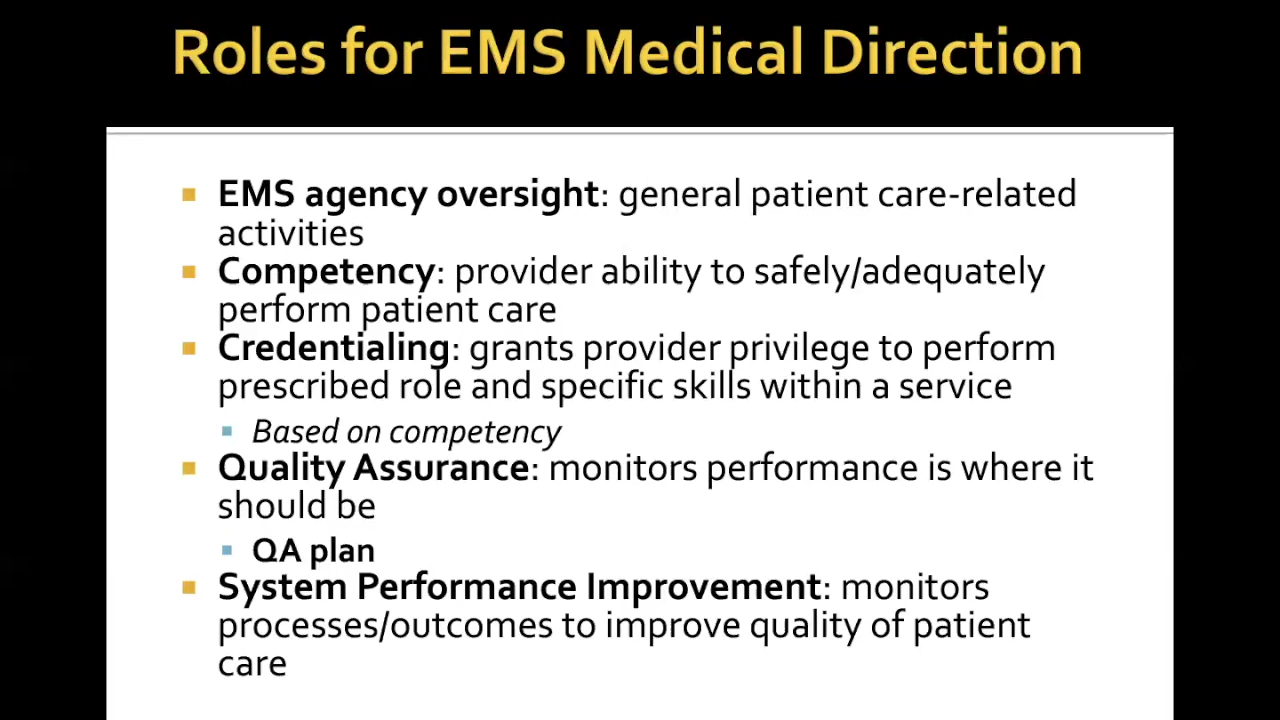 Roles for EMS Medical Direction
EMS agency oversight: general patient care-related
activities
Competency: provider ability to safely/adequately
perform patient care
Credentialing: grants provider privilege to perform
prescribed role and specific skills within a service
Based on competency
Quality Assurance: monitors performance is where it
should be
QA plan
System Performance Improvement: monitors
processes/outcomes to improve quality of patient
care